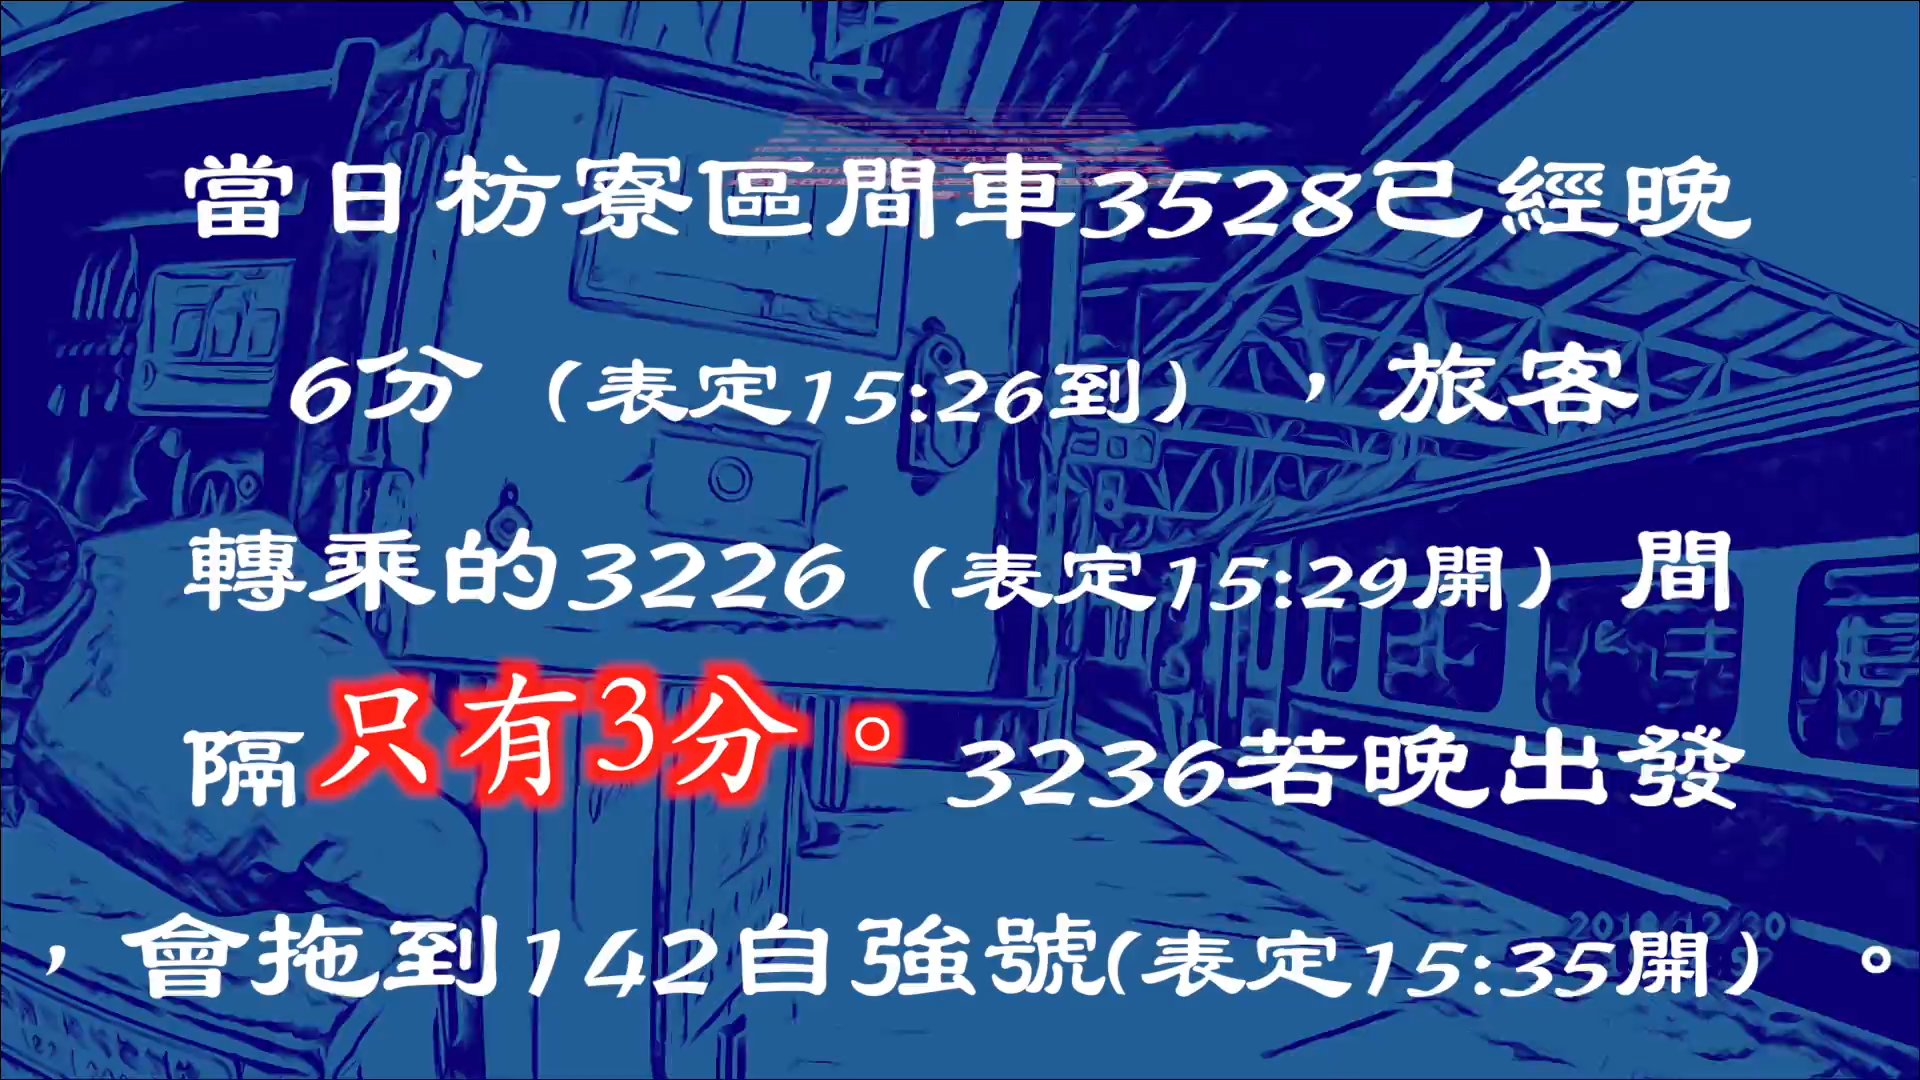 當日枋寮區間車3528已經晚
6分（表定15:26到），旅客
轉乘的3226（表定15:29開）間
隔只有3分。3236若晚出發
，會拖到142自強號(表定15:35開）。